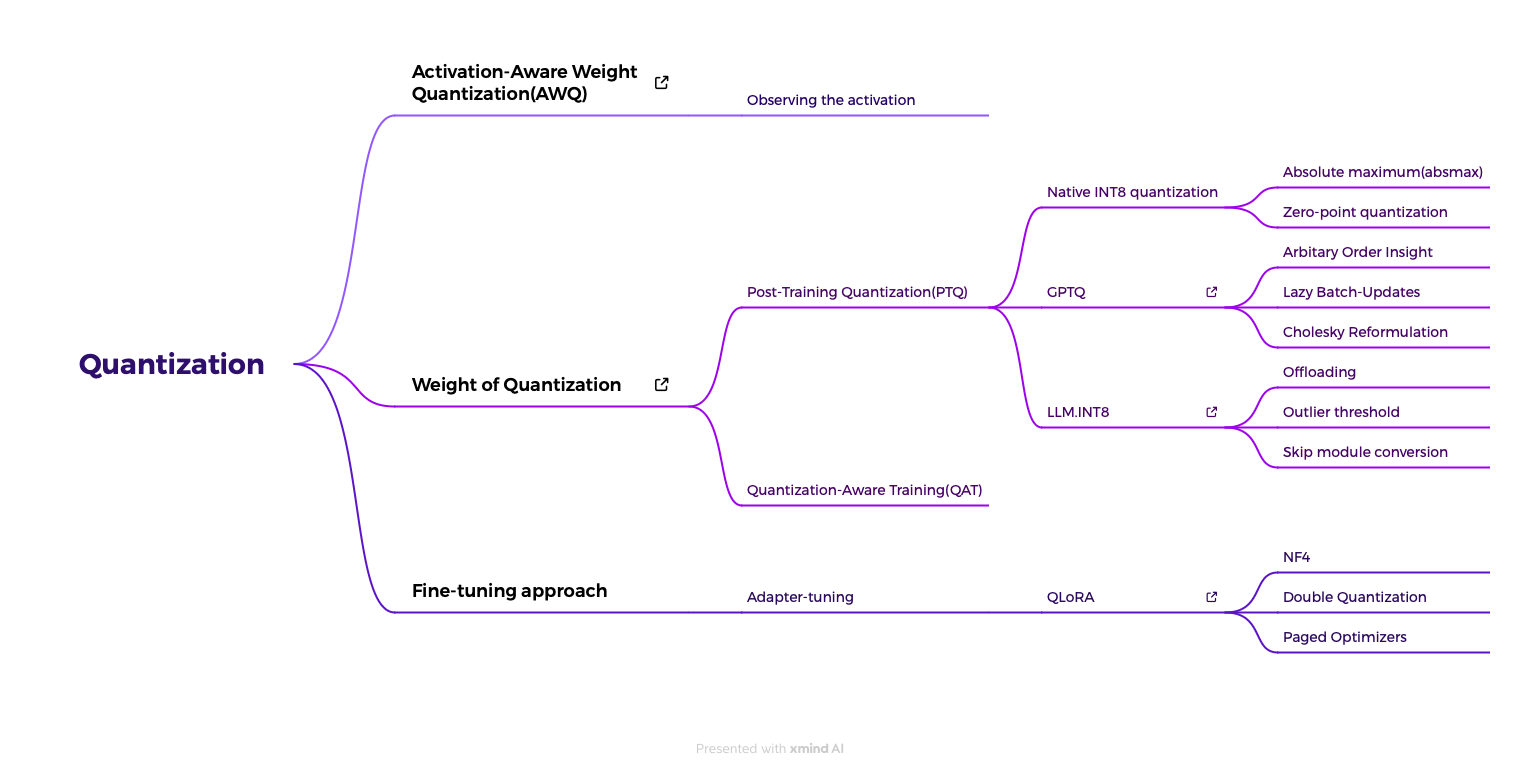 Quantization
Activation-Aware Weight
Quantization(AWQ)
Observing the activation
Weight of Quantization
Post-Training Quantization(PTQ)
Native INT8 quantization
Absolute maximum(absmax)
Zero-point quantization
GPTQ
Arbitary Order Insight
Lazy Batch-Updates
Cholesky Reformulation
LLM.INT8
Offloading
Outlier threshold
Skip module conversion
Quantization-Aware Training(QAT)
Fine-tuning approach
Adapter-tuning
QLoRA
NF4
Double Quantization
Paged Optimizers
Presented with xmind AI